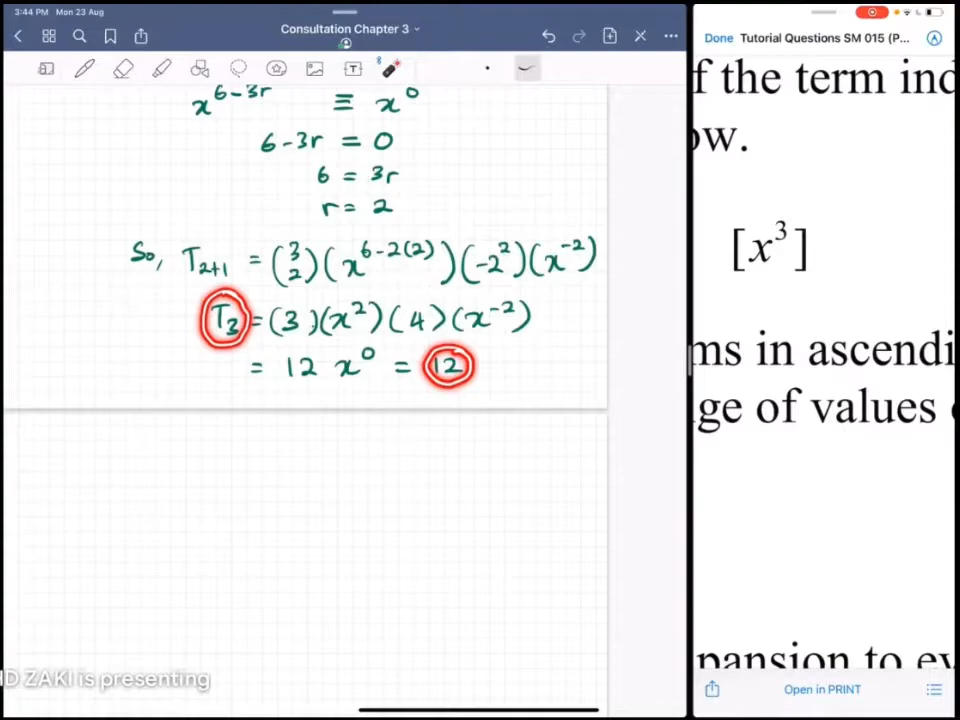 3:44 PM Mon 23 Aug
Consultation Chapter 3
x^{6-3r} ≡ x^0
6-3r = 0
6 = 3r
r = 2
So, T_{2+1} = (3 2)(x^{6-2(2)})(-2^2)(x^{-2})
T_3 = (3)(x^2)(4)(x^{-2})
= 12 x^0 = 12
D ZAKI is presenting
Done Tutorial Questions SM 015 (P...
f the term ind
ow.
[x^3]
ms in ascendi
ge of values
pansion to ev
Open in PRINT